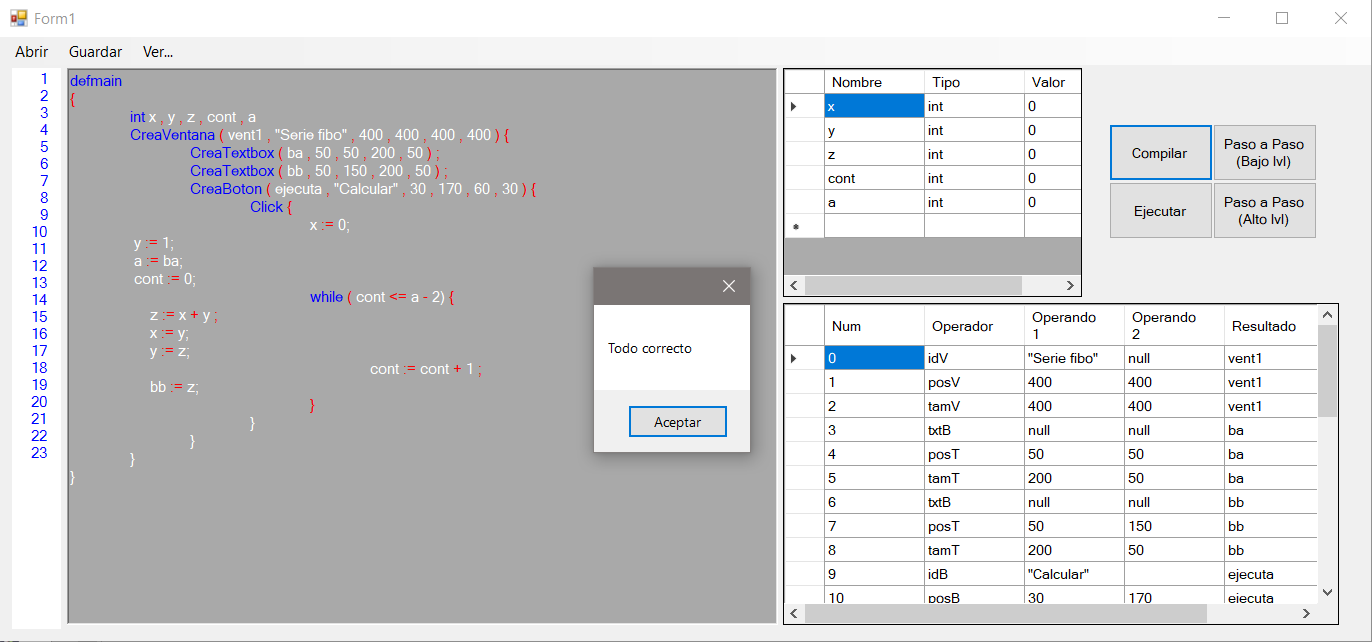 Form1
Abrir Guardar Ver...
1
2
3
4
5
6
7
8
9
10
11
12
13
14
15
16
17
18
19
20
21
22
23
defmain
{
int x , y , z , cont , a
CreaVentana ( vent1 , "Serie fibo" , 400 , 400 , 400 , 400 ) {
CreaTextbox ( ba , 50 , 50 , 200 , 50 ) ;
CreaTextbox ( bb , 50 , 150 , 200 , 50 ) ;
CreaBoton ( ejecuta , "Calcular" , 30 , 170 , 60 , 30 ) {
Click {
x := 0;
y := 1;
a := ba;
cont := 0;
while ( cont <= a - 2) {
z := x + y ;
x := y;
y := z;
cont := cont + 1 ;
bb := z;
}
}
}
}
}
Todo correcto
Aceptar
Nombre Tipo Valor
x int 0
y int 0
z int 0
cont int 0
a int 0
Compilar
Paso a Paso
(Bajo lvl)
Ejecutar
Paso a Paso
(Alto lvl)
Num Operador Operando 1 Operando 2 Resultado
0 idV "Serie fibo" null vent1
1 posV 400 400 vent1
2 tamV 400 400 vent1
3 txtB null null ba
4 posT 50 50 ba
5 tamT 200 50 ba
6 txtB null null bb
7 posT 50 150 bb
8 tamT 200 50 bb
9 idB "Calcular" ejecuta
10 posB 30 170 ejecuta